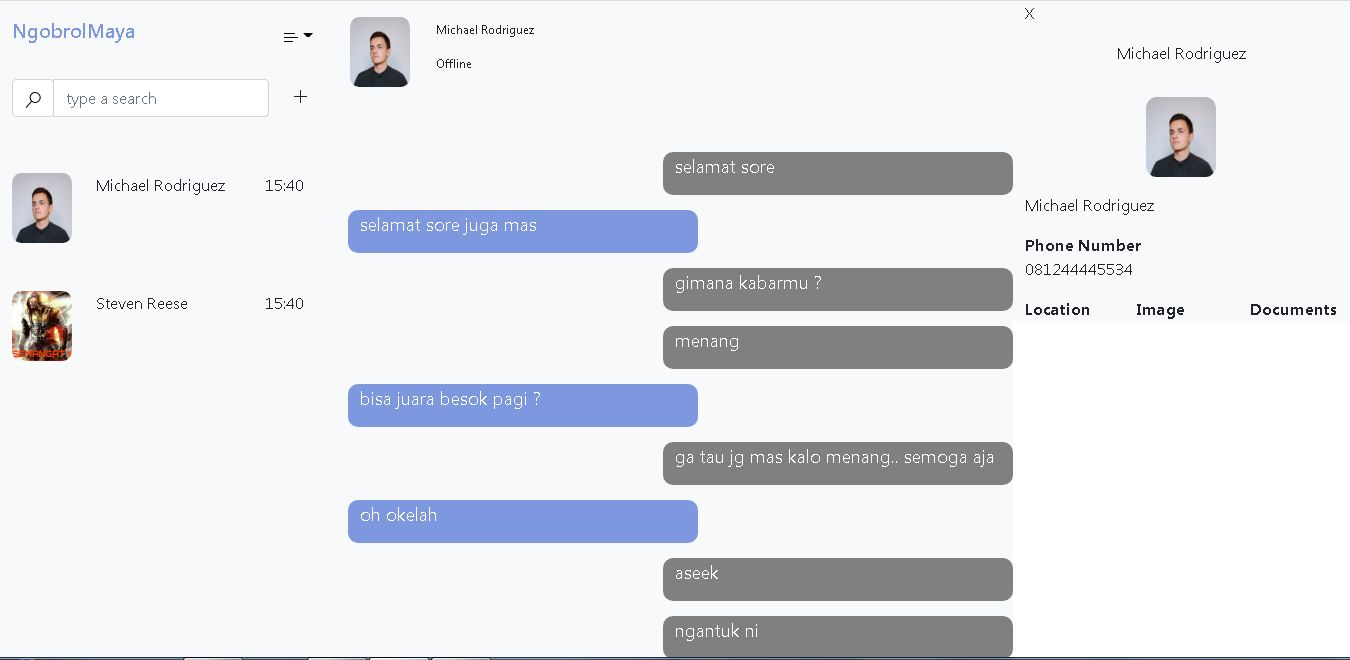 NgobrolMaya
type a search
Michael Rodriguez 15:40
Steven Reese 15:40
SEMANGAT
Michael Rodriguez
Offline
selamat sore
selamat sore juga mas
gimana kabarmu ?
menang
bisa juara besok pagi ?
ga tau jg mas kalo menang.. semoga aja
oh okelah
aseek
ngantuk ni
X
Michael Rodriguez
Michael Rodriguez
Phone Number
081244445534
Location Image Documents